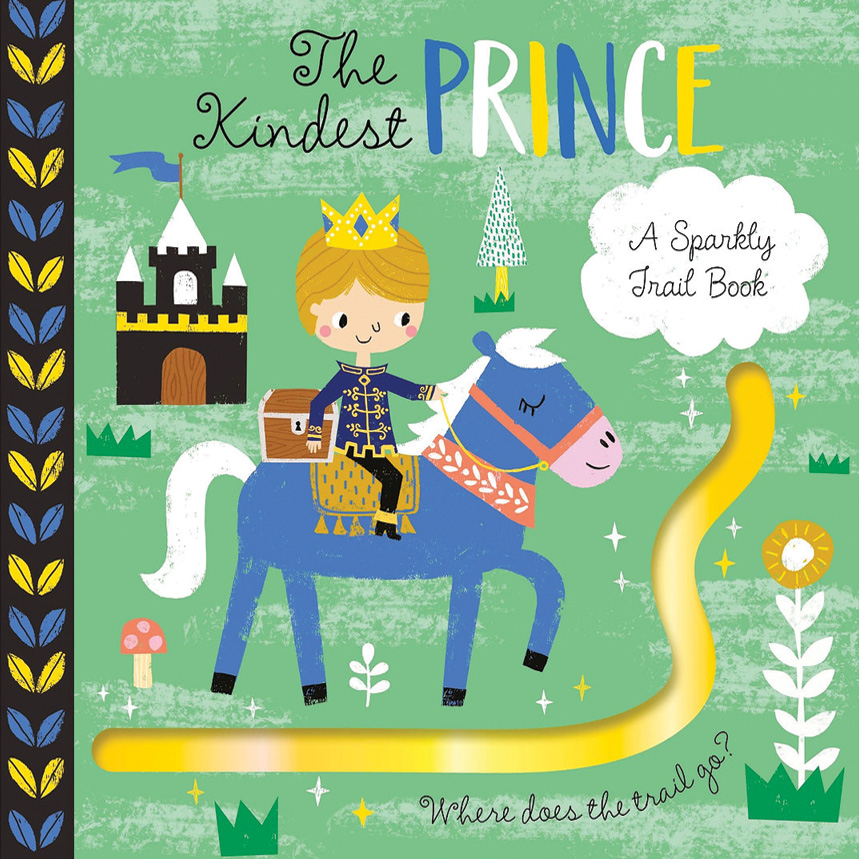 The
Kindest PRINCE
A Sparkly
Trail Book
Where does the trail go?